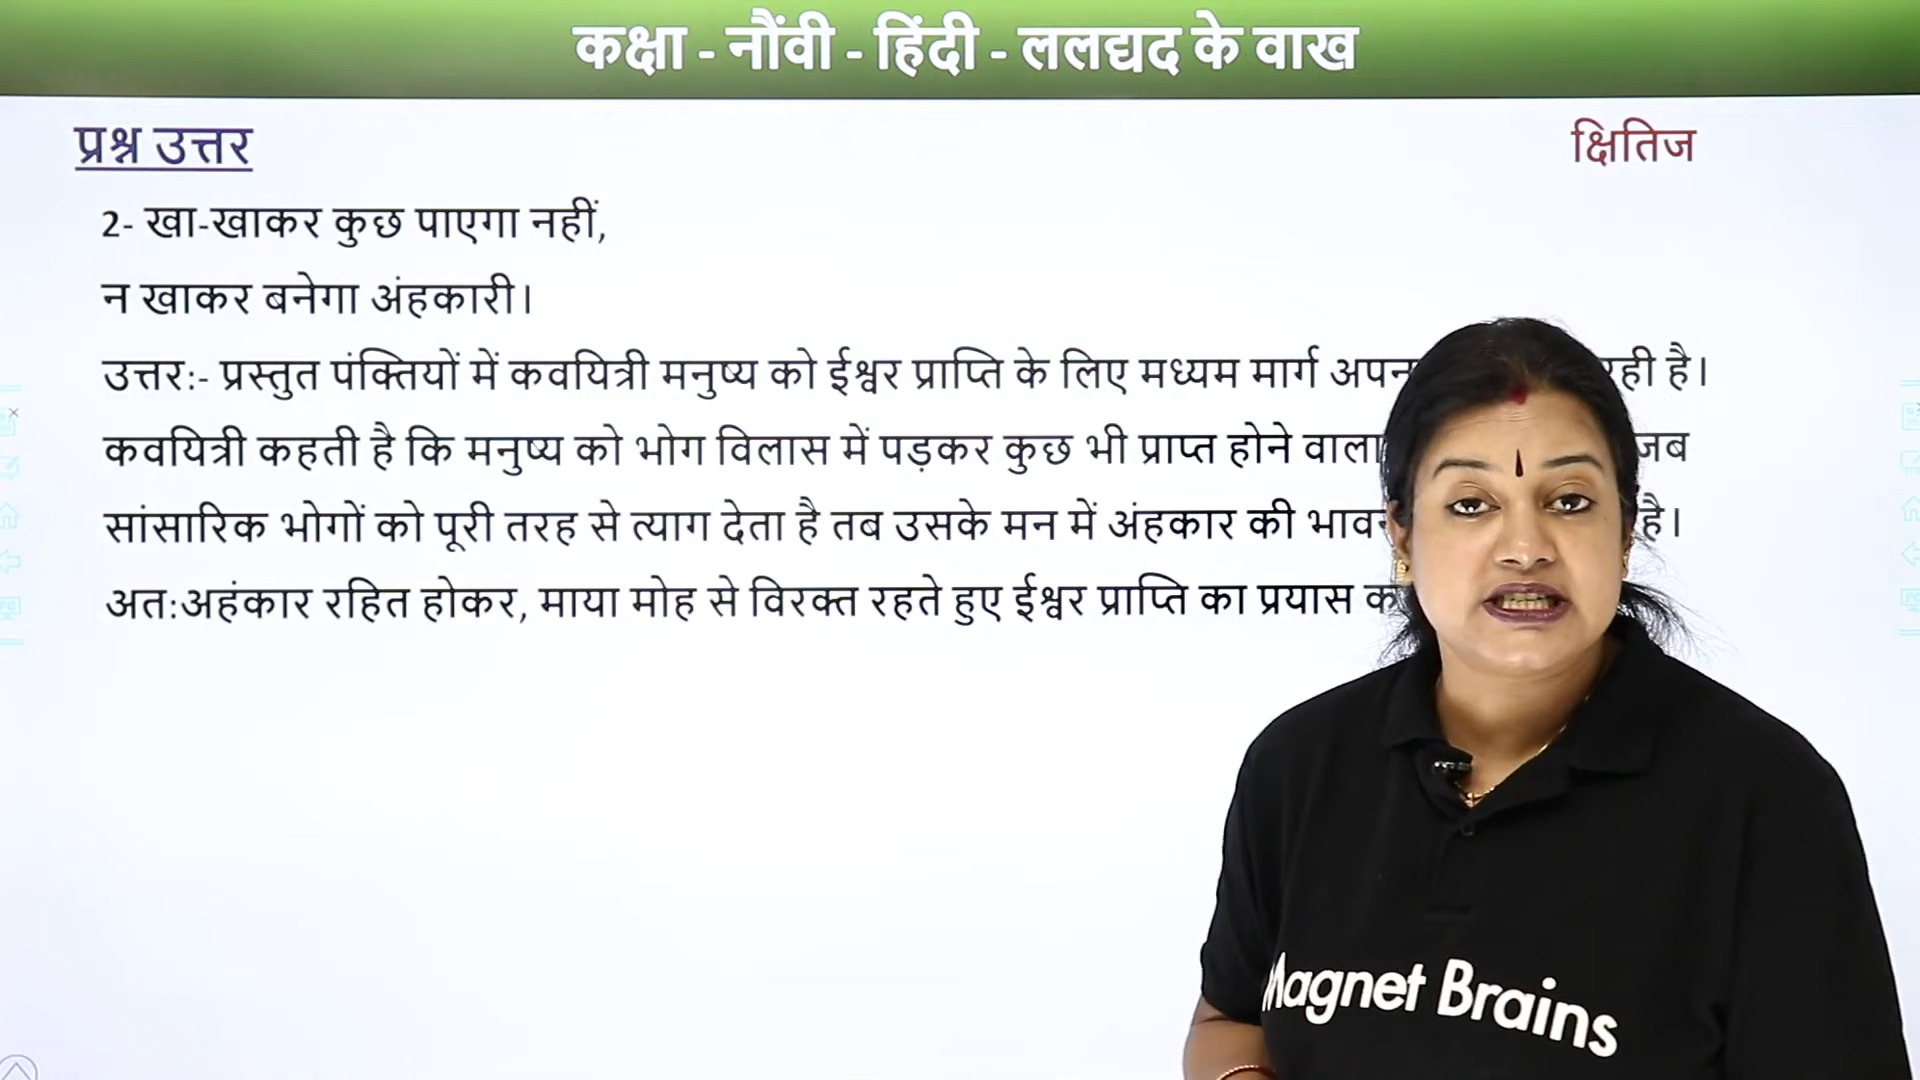 कक्षा - नौंवी - हिंदी - ललद्यद के वाख
प्रश्न उत्तर
क्षितिज
2- खा-खाकर कुछ पाएगा नहीं,
न खाकर बनेगा अंहकारी।
उत्तर:- प्रस्तुत पंक्तियों में कवयित्री मनुष्य को ईश्वर प्राप्ति के लिए मध्यम मार्ग रही है।
कवयित्री कहती है कि मनुष्य को भोग विलास में पड़कर कुछ भी प्राप्त होने वाला जब
सांसारिक भोगों को पूरी तरह से त्याग देता है तब उसके मन में अंहकार की है।
अत:अहंकार रहित होकर, माया मोह से विरक्त रहते हुए ईश्वर प्राप्ति का प्रयास
Magnet Brains